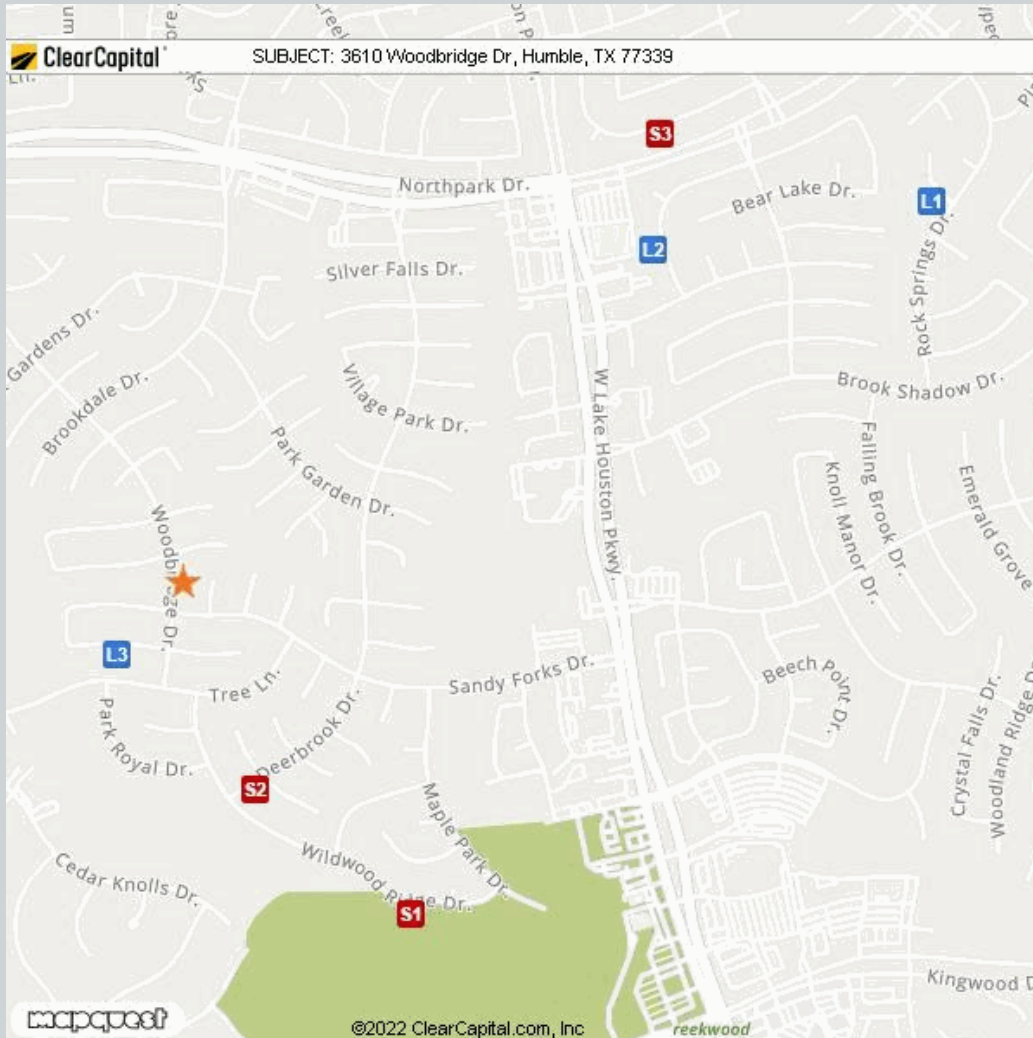 ClearCapital
SUBJECT: 3610 Woodbridge Dr, Humble, TX 77339
S3
Northpark Dr.
Bear Lake Dr.
L1
L2
Rock Springs Dr.
Silver Falls Dr.
Gardens Dr.
Brookdale Dr.
Village Park Dr.
W Lake Houston Pkwy.
Brook Shadow Dr.
Park Garden Dr.
Falling Brook Dr.
Knoll Manor Dr.
Emerald Grove
Woodbridge Dr.
L3
Tree Ln.
Sandy Forks Dr.
Beech Point Dr.
Park Royal Dr.
Deerbrook Dr.
S2
Crystal Falls Dr.
Woodland Ridge D
Maple Park Dr.
Cedar Knolls Dr.
Wildwood Ridge Dr.
S1
Kingwood D
mapquest
©2022 ClearCapital.com, Inc
reekwood